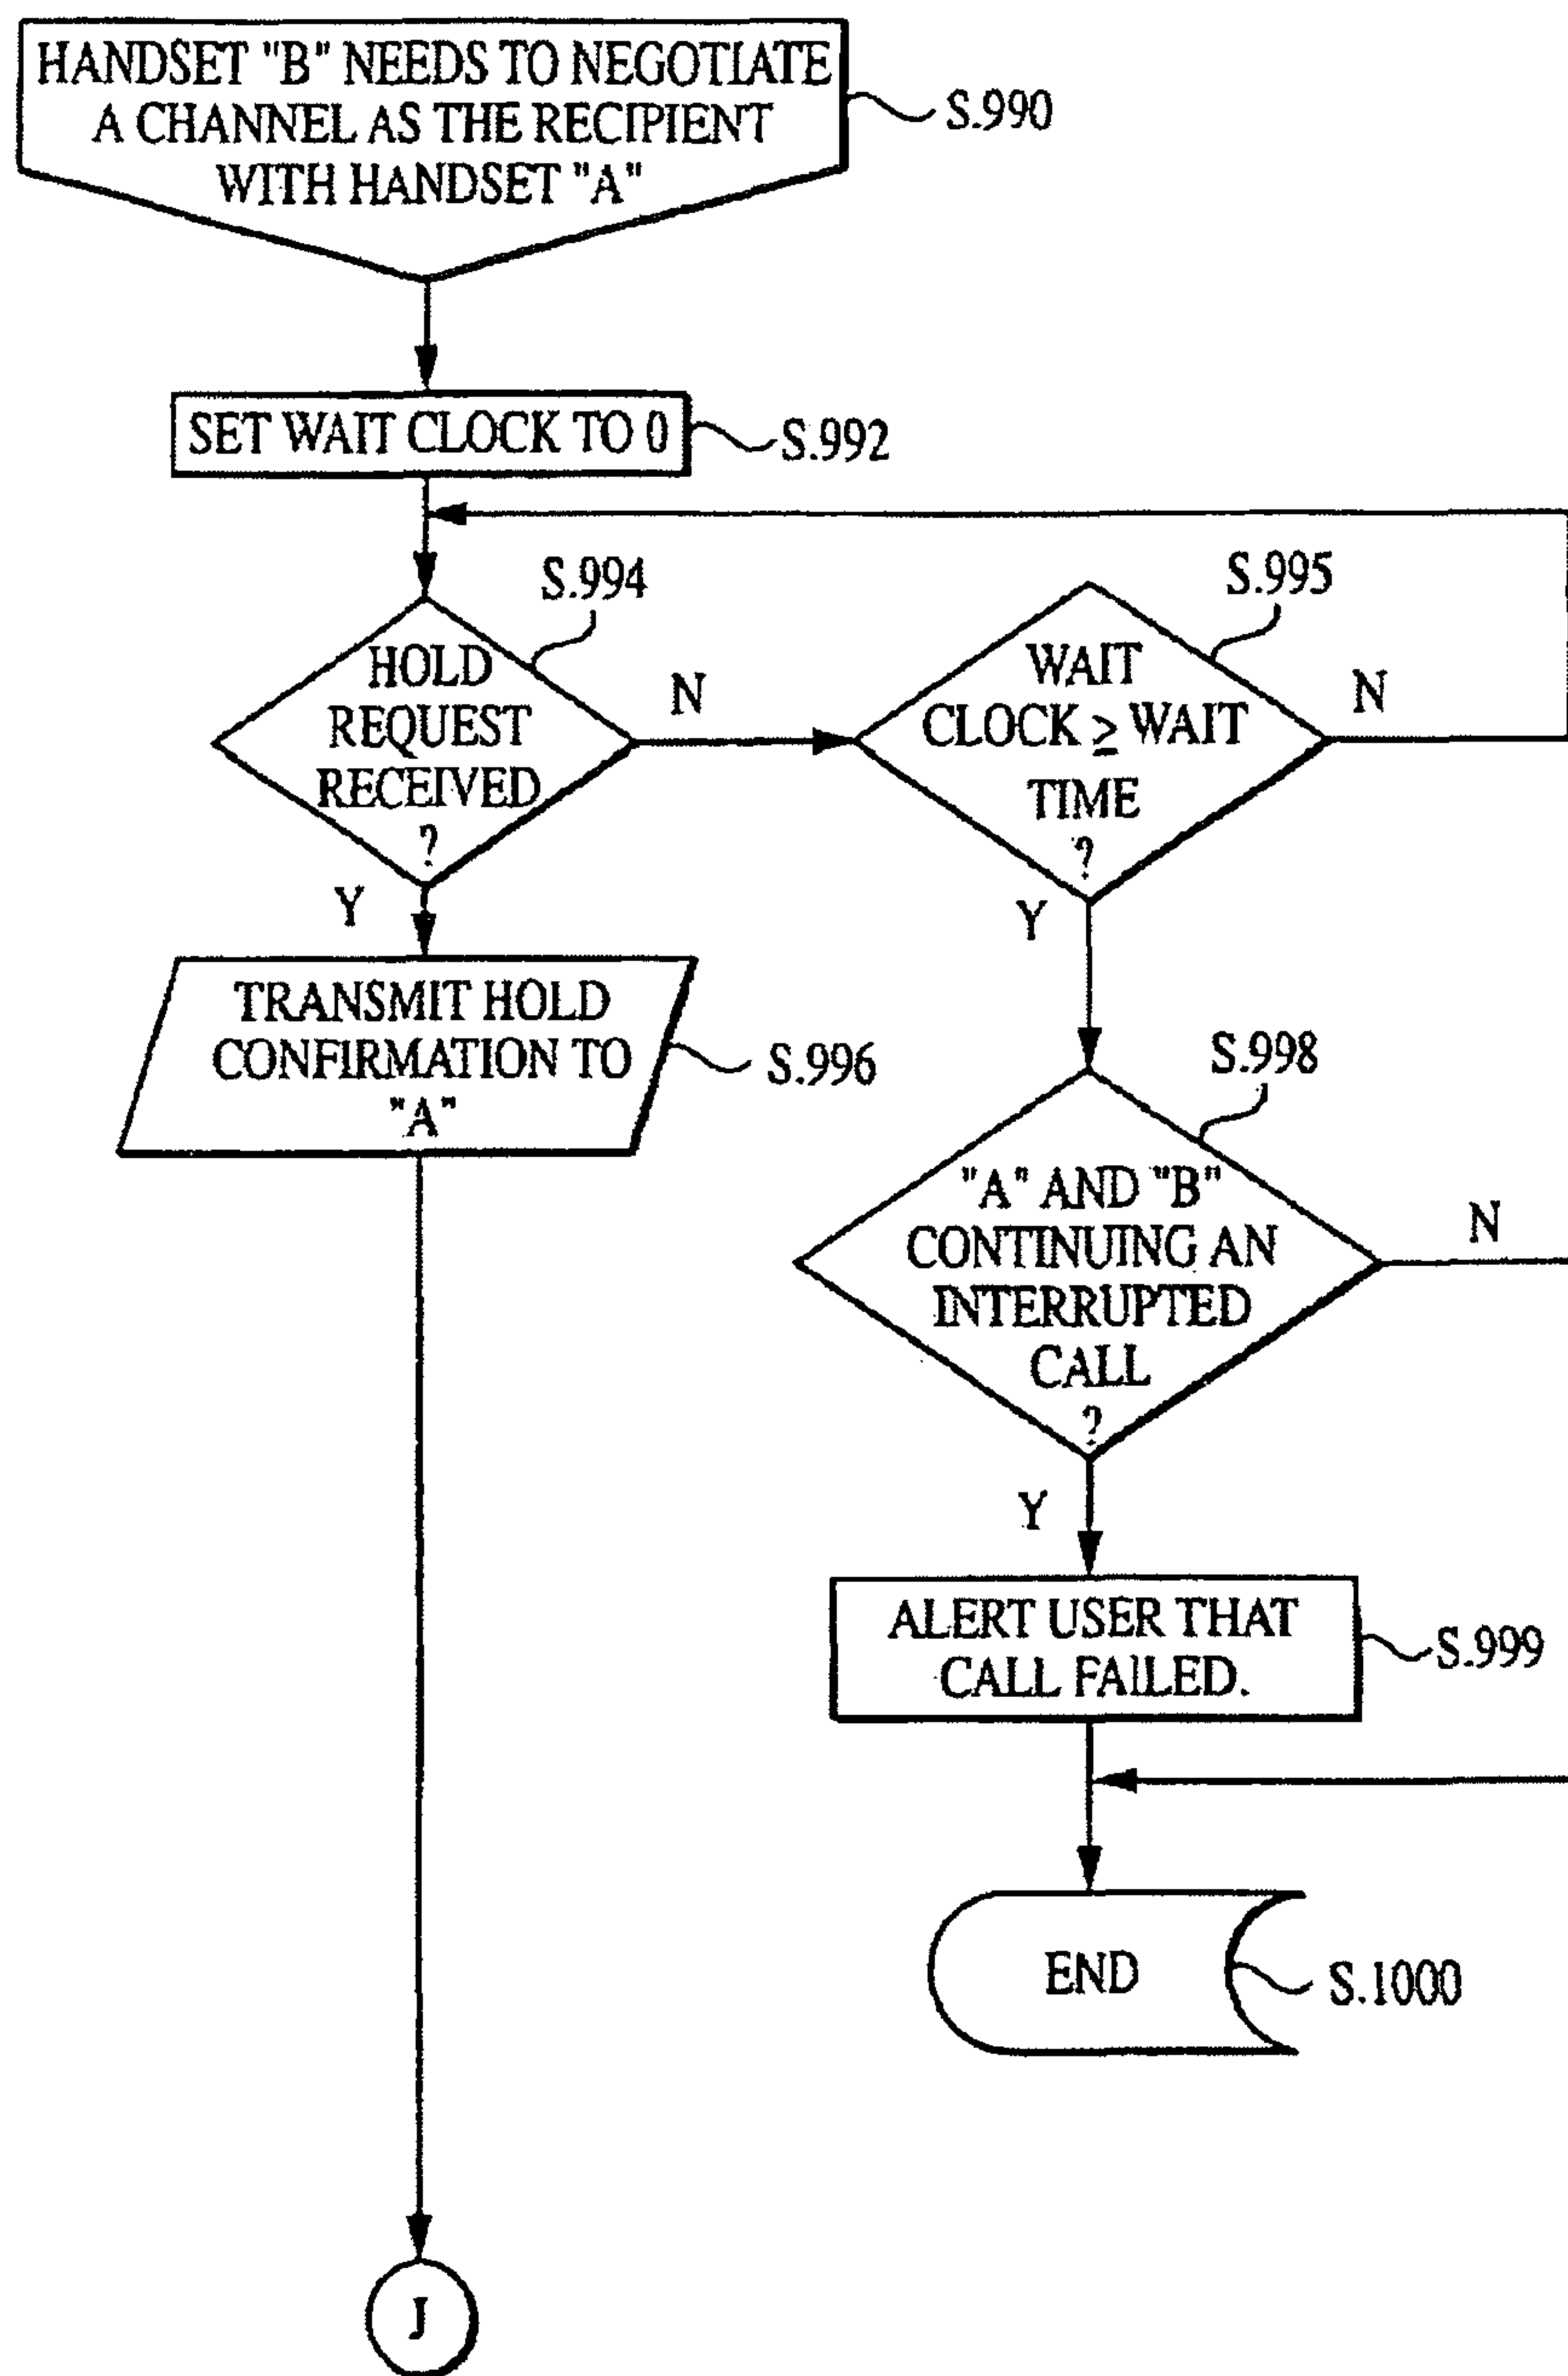 HANDSET "B" NEEDS TO NEGOTIATE
A CHANNEL AS THE RECIPIENT
WITH HANDSET "A"
S.990
SET WAIT CLOCK TO 0
S.992
S.994
HOLD
REQUEST
RECEIVED
?
N
Y
S.995
WAIT
CLOCK ≥ WAIT
TIME
?
N
Y
TRANSMIT HOLD
CONFIRMATION TO
"A"
S.996
S.998
"A" AND "B"
CONTINUING AN
INTERRUPTED
CALL
?
N
Y
ALERT USER THAT
CALL FAILED.
S.999
END
S.1000
J